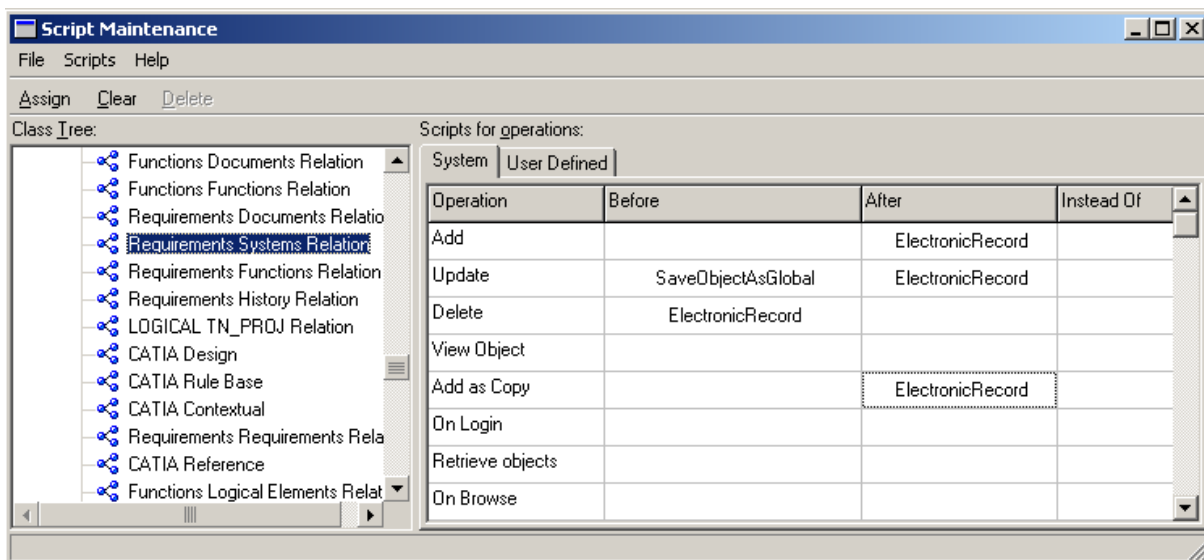 Script Maintenance
File Scripts Help
Assign Clear Delete
Class Tree:
Functions Documents Relation
Functions Functions Relation
Requirements Documents Relatio
Requirements Systems Relation
Requirements Functions Relation
Requirements History Relation
LOGICAL TN_PROJ Relation
CATIA Design
CATIA Rule Base
CATIA Contextual
Requirements Requirements Rela
CATIA Reference
Functions Logical Elements Relat
Scripts for operations:
System User Defined
Operation Before After Instead Of
Add ElectronicRecord
Update SaveObjectAsGlobal ElectronicRecord
Delete ElectronicRecord
View Object
Add as Copy ElectronicRecord
On Login
Retrieve objects
On Browse